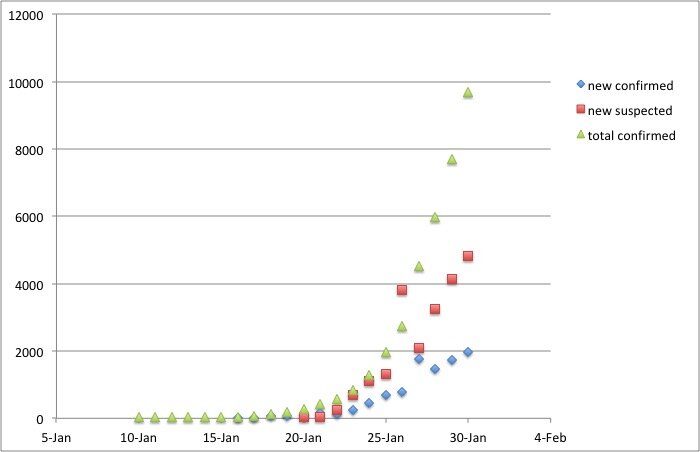 12000
10000
8000
6000
4000
2000
0
5-Jan 10-Jan 15-Jan 20-Jan 25-Jan 30-Jan 4-Feb
new confirmed
new suspected
total confirmed